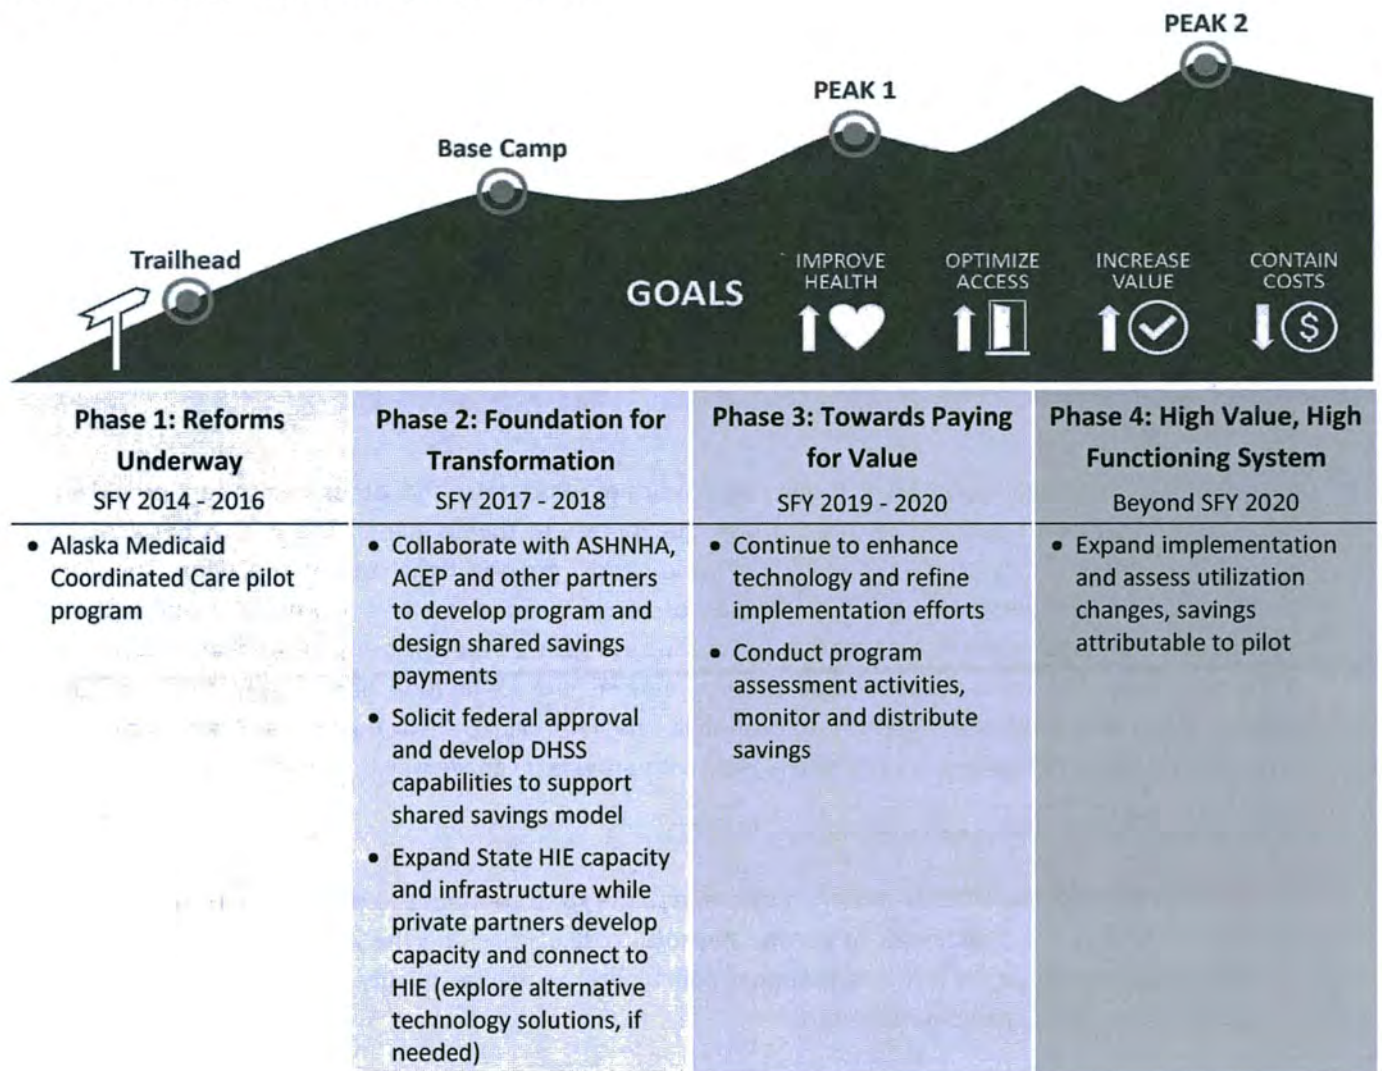 PEAK 2
PEAK 1
Base Camp
Trailhead
GOALS
IMPROVE
HEALTH
OPTIMIZE
ACCESS
INCREASE
VALUE
CONTAIN
COSTS
$
Phase 1: Reforms
Underway
SFY 2014 - 2016
• Alaska Medicaid
Coordinated Care pilot
program
Phase 2: Foundation for
Transformation
SFY 2017 - 2018
• Collaborate with ASHNHA,
ACEP and other partners
to develop program and
design shared savings
payments
• Solicit federal approval
and develop DHSS
capabilities to support
shared savings model
• Expand State HIE capacity
and infrastructure while
private partners develop
capacity and connect to
HIE (explore alternative
technology solutions, if
needed)
Phase 3: Towards Paying
for Value
SFY 2019 - 2020
• Continue to enhance
technology and refine
implementation efforts
• Conduct program
assessment activities,
monitor and distribute
savings
Phase 4: High Value, High
Functioning System
Beyond SFY 2020
• Expand implementation
and assess utilization
changes, savings
attributable to pilot